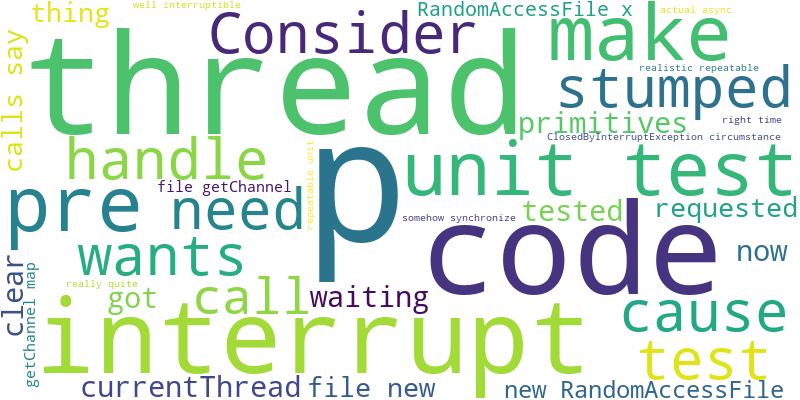 well interruptible
RandomAccessFile x
actual async
thing
Consider
make
calls say
thread
realistic repeatable
stumped
primitives
right time
ClosedByInterruptException circumstance
handle
repeatable unit
p
unit test
file getChannel
pre
need
somehow synchronize
tested
requested
code
wants
now
clear
getChannel map
really quite
got
call
waiting
cause
interrupt
test
currentThread
file new
new RandomAccessFile